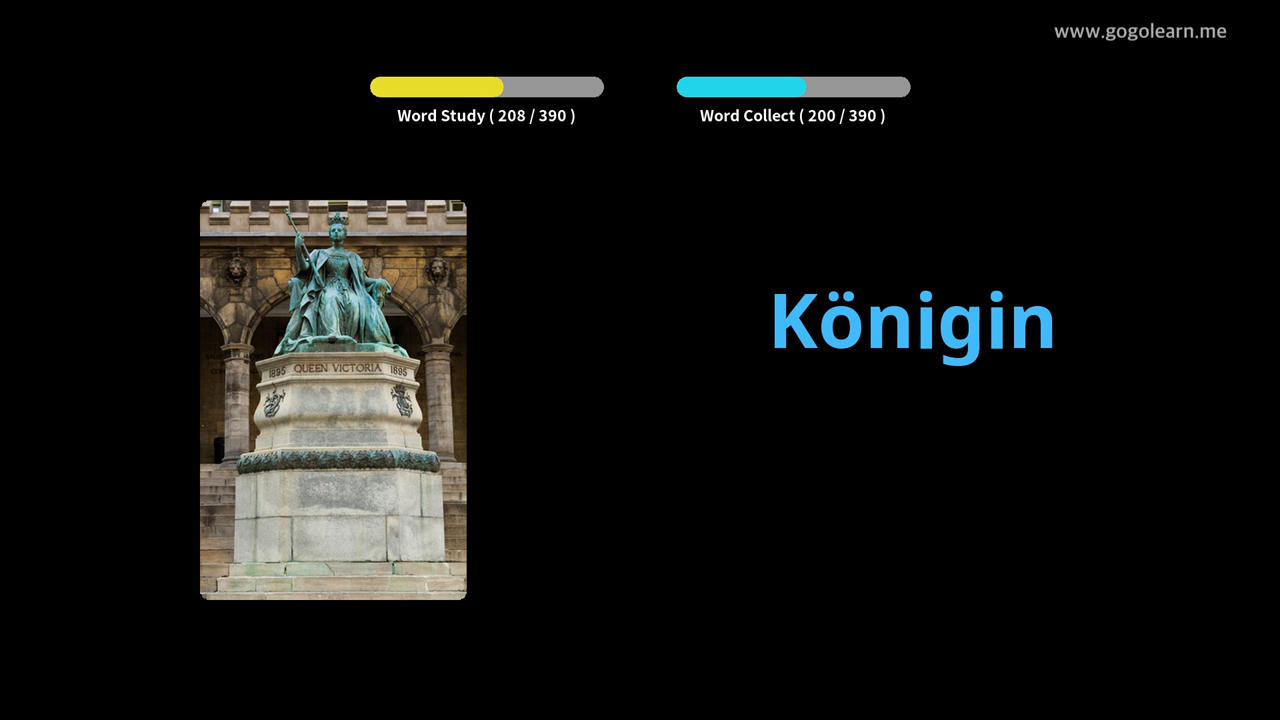 www.gogolearn.me
Word Study ( 208 / 390 )
Word Collect ( 200 / 390 )
Königin
1895 QUEEN VICTORIA 1895